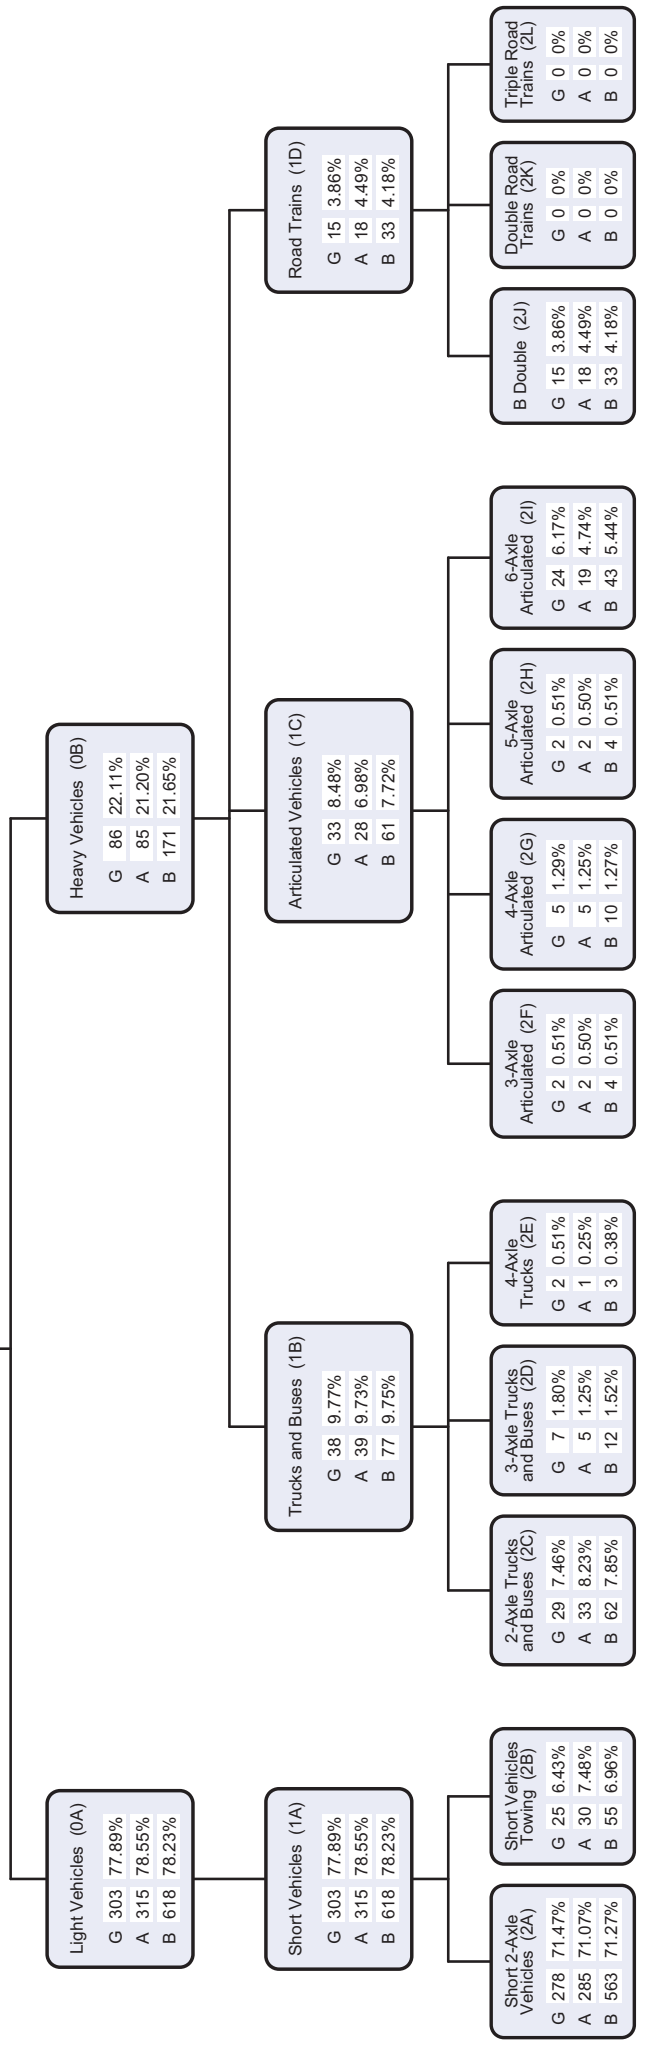 Light Vehicles (0A)
G 303 77.89%
A 315 78.55%
B 618 78.23%
Heavy Vehicles (0B)
G 86 22.11%
A 85 21.20%
B 171 21.65%
Short Vehicles (1A)
G 303 77.89%
A 315 78.55%
B 618 78.23%
Trucks and Buses (1B)
G 38 9.77%
A 39 9.73%
B 77 9.75%
Articulated Vehicles (1C)
G 33 8.48%
A 28 6.98%
B 61 7.72%
Road Trains (1D)
G 15 3.86%
A 18 4.49%
B 33 4.18%
Short 2-Axle
Vehicles (2A)
G 278 71.47%
A 285 71.07%
B 563 71.27%
Short Vehicles
Towing (2B)
G 25 6.43%
A 30 7.48%
B 55 6.96%
2-Axle Trucks
and Buses (2C)
G 29 7.46%
A 33 8.23%
B 62 7.85%
3-Axle Trucks
and Buses (2D)
G 7 1.80%
A 5 1.25%
B 12 1.52%
4-Axle
Trucks (2E)
G 2 0.51%
A 1 0.25%
B 3 0.38%
3-Axle
Articulated (2F)
G 2 0.51%
A 2 0.50%
B 4 0.51%
4-Axle
Articulated (2G)
G 5 1.29%
A 5 1.25%
B 10 1.27%
5-Axle
Articulated (2H)
G 2 0.51%
A 2 0.50%
B 4 0.51%
6-Axle
Articulated (2I)
G 24 6.17%
A 19 4.74%
B 43 5.44%
B Double (2J)
G 15 3.86%
A 18 4.49%
B 33 4.18%
Double Road
Trains (2K)
G 0 0%
A 0 0%
B 0 0%
Triple Road
Trains (2L)
G 0 0%
A 0 0%
B 0 0%